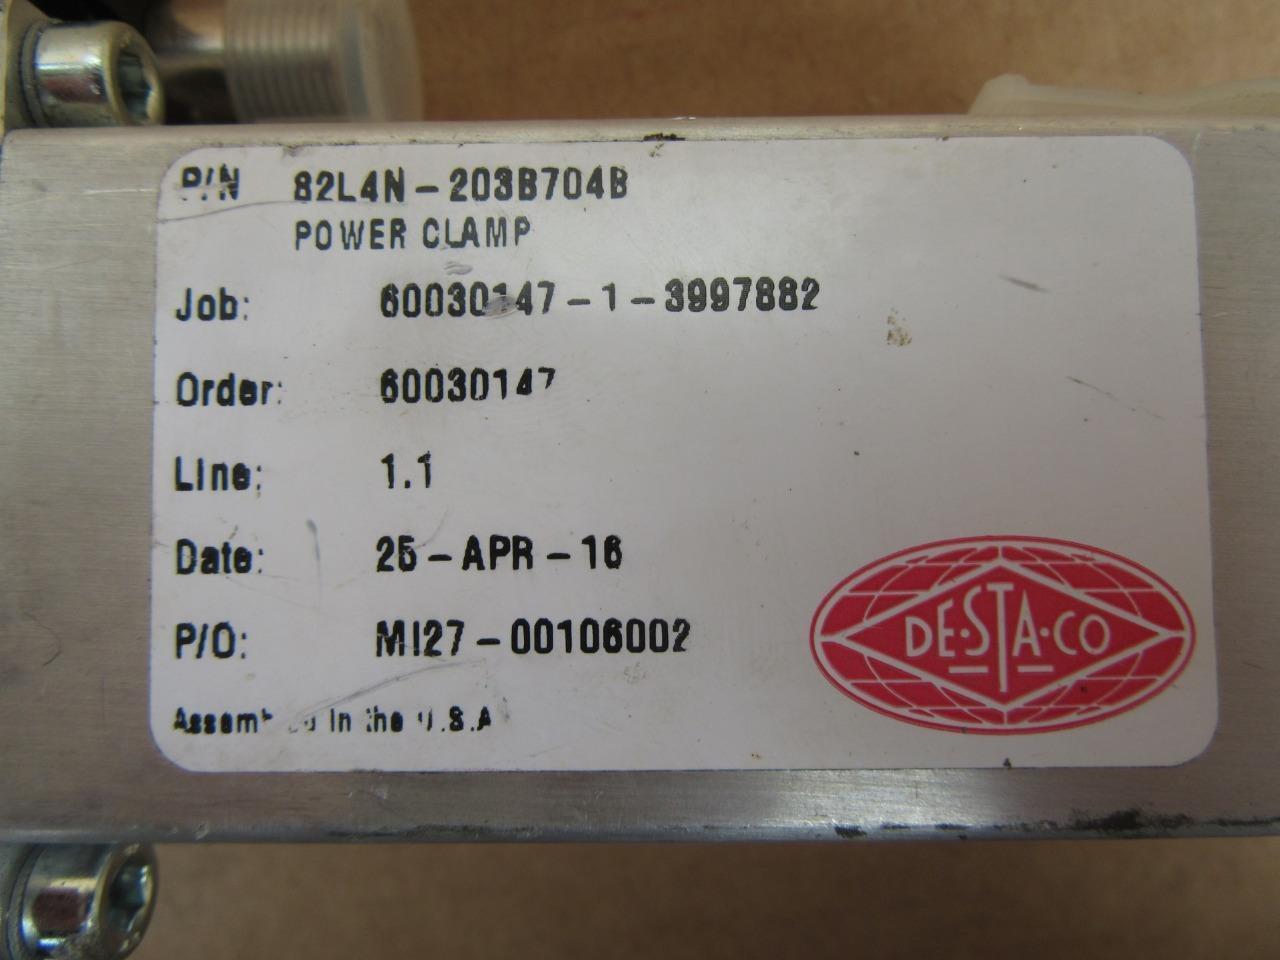 P/N 82L4N-203B704B
POWER CLAMP
Job: 60030147-1-3997882
Order: 60030147
Line: 1.1
Date: 25-APR-16
P/O: MI27-00106002
Assembled in the U.S.A
DE-STA-CO